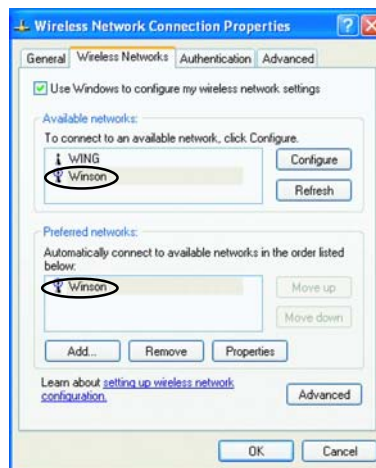 Wireless Network Connection Properties
General Wireless Networks Authentication Advanced
Use Windows to configure my wireless network settings
Available networks:
To connect to an available network, click Configure.
WING
Winson
Configure
Refresh
Preferred networks:
Automatically connect to available networks in the order listed
below:
Winson
Move up
Move down
Add... Remove Properties
Learn about setting up wireless network
configuration.
Advanced
OK Cancel